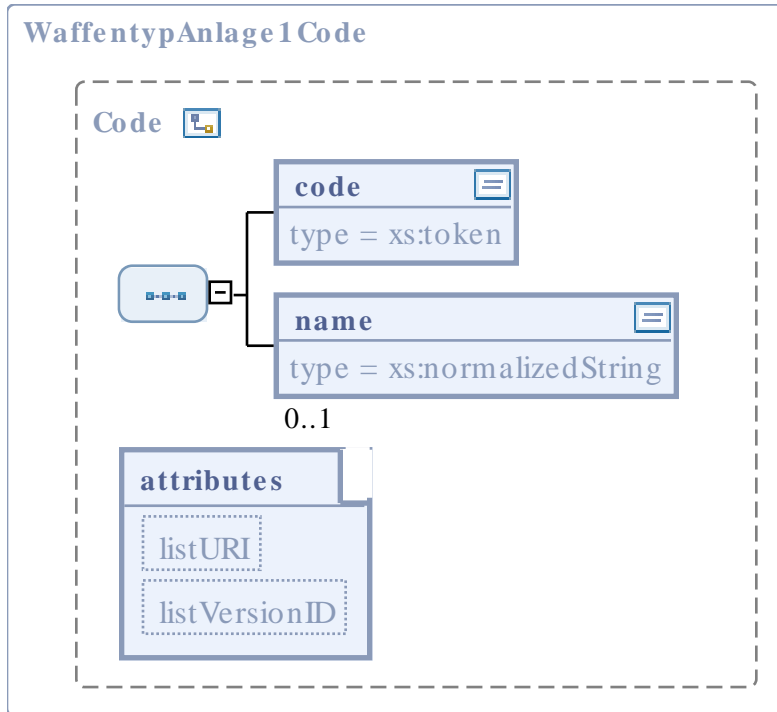 WaffentypAnlage1Code
Code
code
type = xs:token
name
type = xs:normalizedString
0..1
attributes
listURI
listVersionID